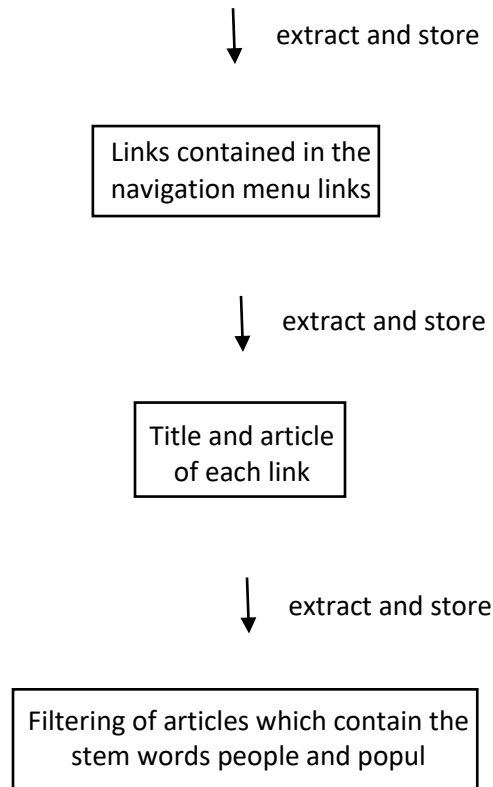 extract and store
Links contained in the
navigation menu links
extract and store
Title and article
of each link
extract and store
Filtering of articles which contain the
stem words people and popul